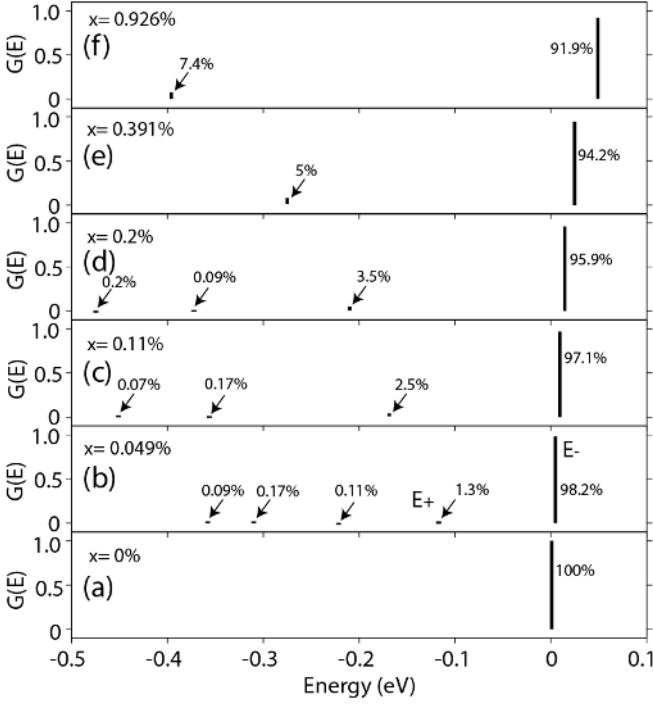 1.0
x= 0.926%
(f)
G(E)
0.5
0
7.4%
91.9%
1.0
x= 0.391%
(e)
G(E)
0.5
0
5%
94.2%
1.0
x= 0.2%
(d)
G(E)
0.5
0
0.2%
0.09%
3.5%
95.9%
1.0
x= 0.11%
(c)
G(E)
0.5
0
0.07%
0.17%
2.5%
97.1%
1.0
x= 0.049%
(b)
G(E)
0.5
0
0.09%
0.17%
0.11%
E+
1.3%
E-
98.2%
1.0
x= 0%
(a)
G(E)
0.5
0
100%
-0.5 -0.4 -0.3 -0.2 -0.1 0 0.1
Energy (eV)